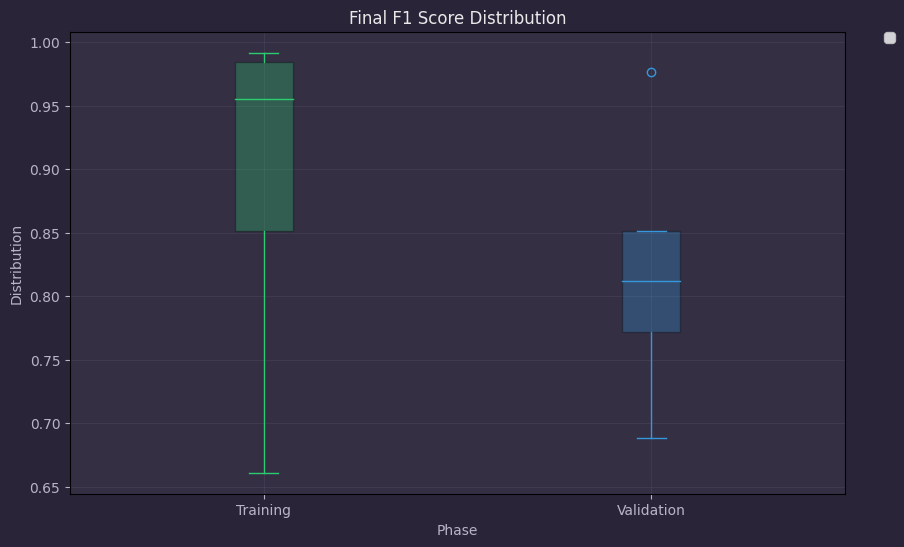 Final F1 Score Distribution
1.00
0.95
0.90
0.85
0.80
0.75
0.70
0.65
Distribution
Training
Validation
Phase